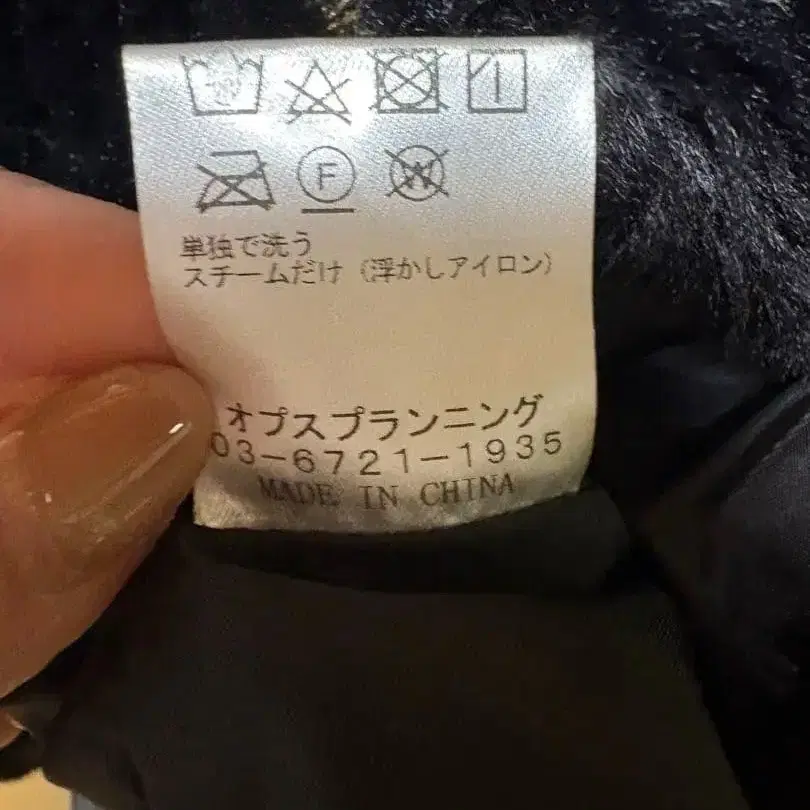 F
W
単独で洗う
スチームだけ（浮かしアイロン）
オプスプランニング
03-6721-1935
MADE IN CHINA